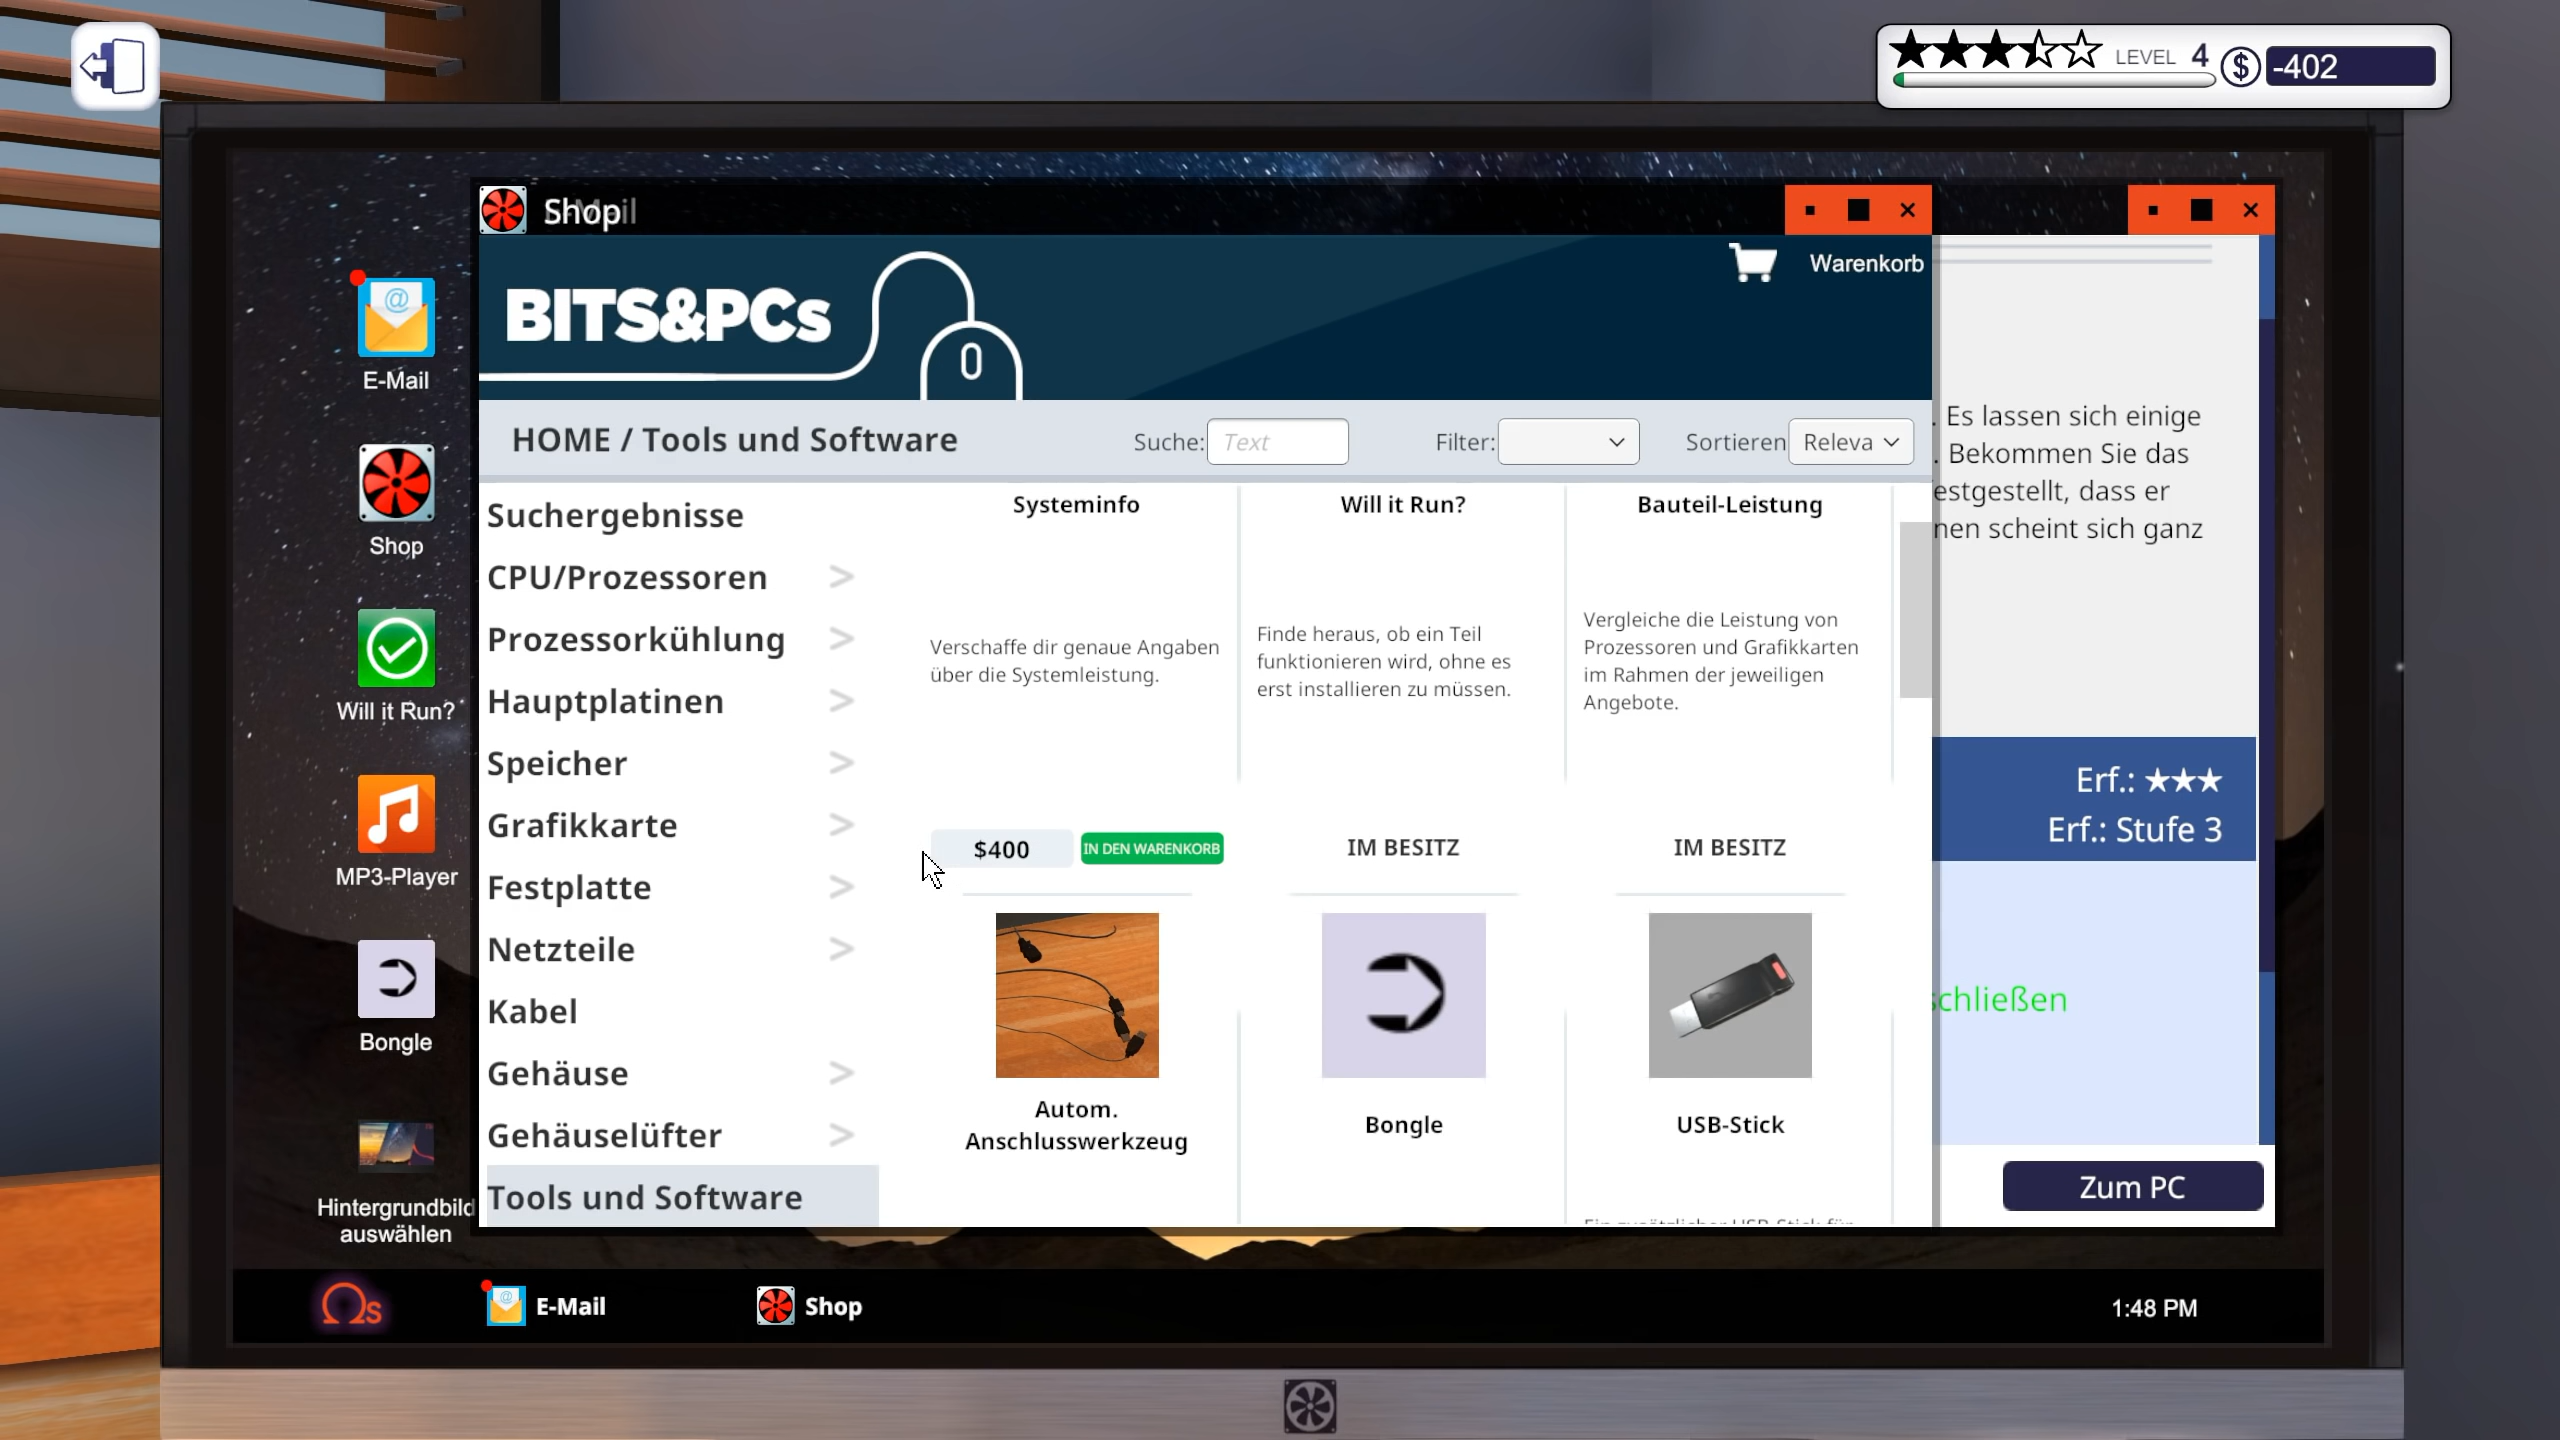 LEVEL 4
-402
Shop
BITS&PCs
Warenkorb
HOME / Tools und Software
Suche:
Text
Filter:
Sortieren
Releva
Suchergebnisse
CPU/Prozessoren
Prozessorkühlung
Hauptplatinen
Speicher
Grafikkarte
Festplatte
Netzteile
Kabel
Gehäuse
Gehäuselüfter
Tools und Software
Systeminfo
Verschaffe dir genaue Angaben
über die Systemleistung.
$400
IN DEN WARENKORB
Will it Run?
Finde heraus, ob ein Teil
funktionieren wird, ohne es
erst installieren zu müssen.
IM BESITZ
Bauteil-Leistung
Vergleiche die Leistung von
Prozessoren und Grafikkarten
im Rahmen der jeweiligen
Angebote.
IM BESITZ
Autom.
Anschlusswerkzeug
Bongle
USB-Stick
. Es lassen sich einige
. Bekommen Sie das
estgestellt, dass er
nen scheint sich ganz
Erf.: ★★★
Erf.: Stufe 3
schließen
Zum PC
E-Mail
Shop
Will it Run?
MP3-Player
Bongle
Hintergrundbild
auswählen
Ωs
E-Mail
Shop
1:48 PM